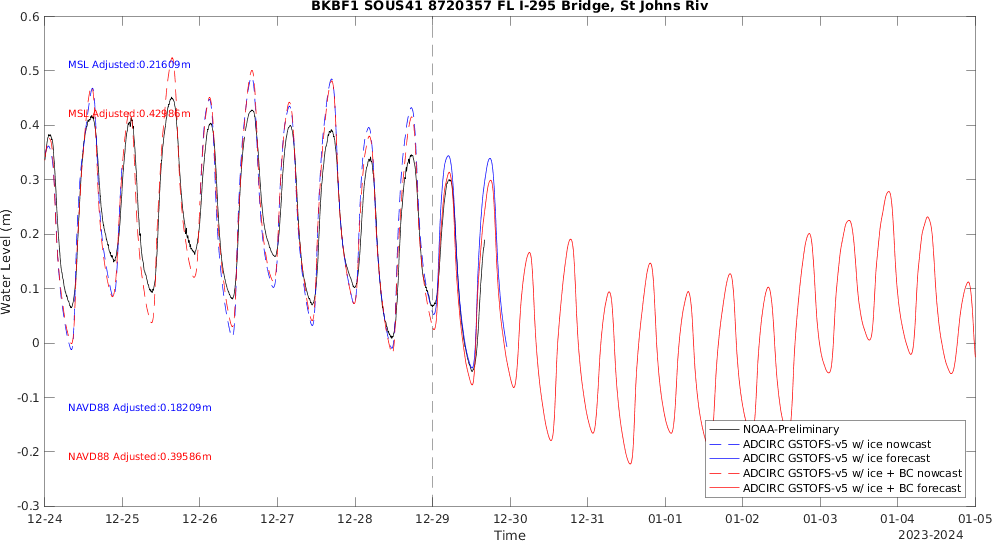 BKBF1 SOUS41 8720357 FL I-295 Bridge, St Johns Riv
0.6
0.5
0.4
0.3
0.2
0.1
0
-0.1
-0.2
-0.3
Water Level (m)
MSL Adjusted:0.21609m
MSL Adjusted:0.42986m
NAVD88 Adjusted:0.18209m
NAVD88 Adjusted:0.39586m
NOAA-Preliminary
ADCIRC GSTOFS-v5 w/ ice nowcast
ADCIRC GSTOFS-v5 w/ ice forecast
ADCIRC GSTOFS-v5 w/ ice + BC nowcast
ADCIRC GSTOFS-v5 w/ ice + BC forecast
12-24 12-25 12-26 12-27 12-28 12-29 12-30 12-31 01-01 01-02 01-03 01-04 01-05
Time
2023-2024